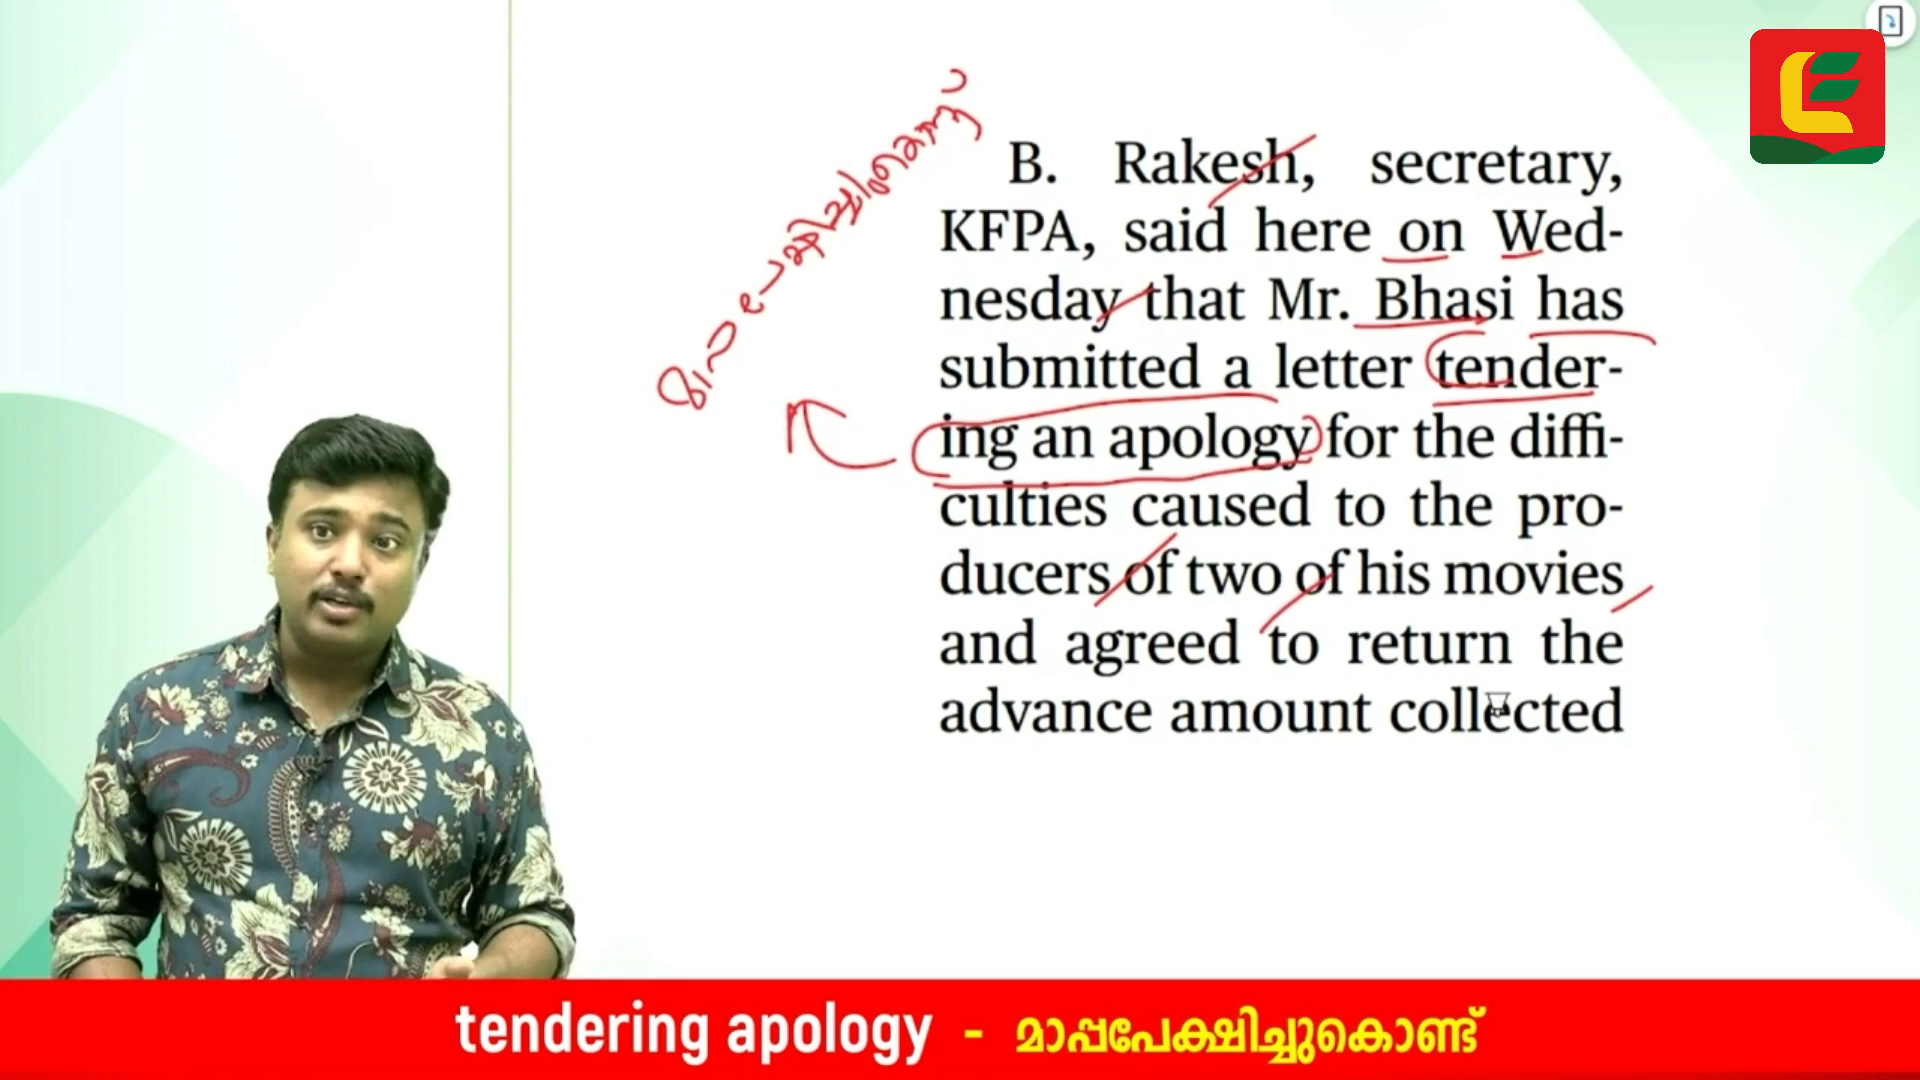 B. Rakesh, secretary,
KFPA, said here on Wed-
nesday that Mr. Bhasi has
submitted a letter tender-
ing an apology for the diffi-
culties caused to the pro-
ducers of two of his movies
and agreed to return the
advance amount collected
tendering apology - മാപ്പപേക്ഷിച്ചുകൊണ്ട്